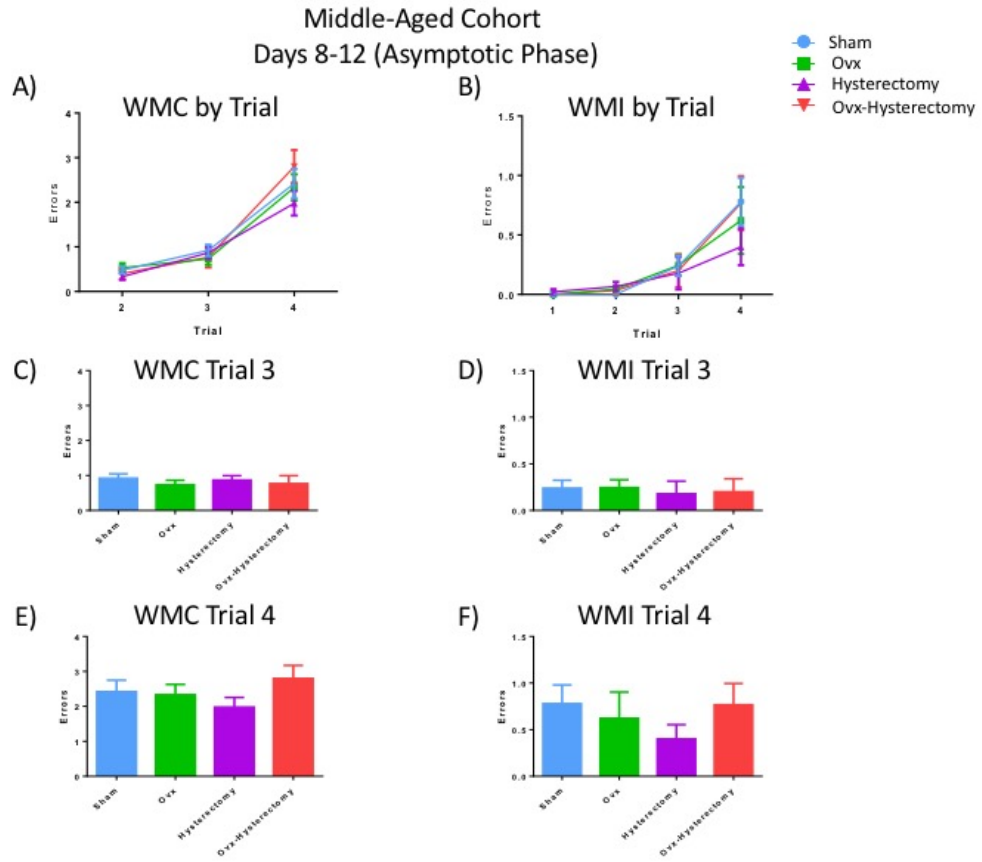 Middle-Aged Cohort
Days 8-12 (Asymptotic Phase)
Sham
Ovx
Hysterectomy
Ovx-Hysterectomy
A)
WMC by Trial
4
3
2
1
0
Errors
2 3 4
Trial
B)
WMI by Trial
1.5
1.0
0.5
0.0
Errors
1 2 3 4
Trial
C)
WMC Trial 3
4
3
2
1
0
Errors
Sham
Ovx
Hysterectomy
Ovx-Hysterectomy
D)
WMI Trial 3
1.5
1.0
0.5
0.0
Errors
Sham
Ovx
Hysterectomy
Ovx-Hysterectomy
E)
WMC Trial 4
4
3
2
1
0
Errors
Sham
Ovx
Hysterectomy
Ovx-Hysterectomy
F)
WMI Trial 4
1.5
1.0
0.5
0.0
Errors
Sham
Ovx
Hysterectomy
Ovx-Hysterectomy